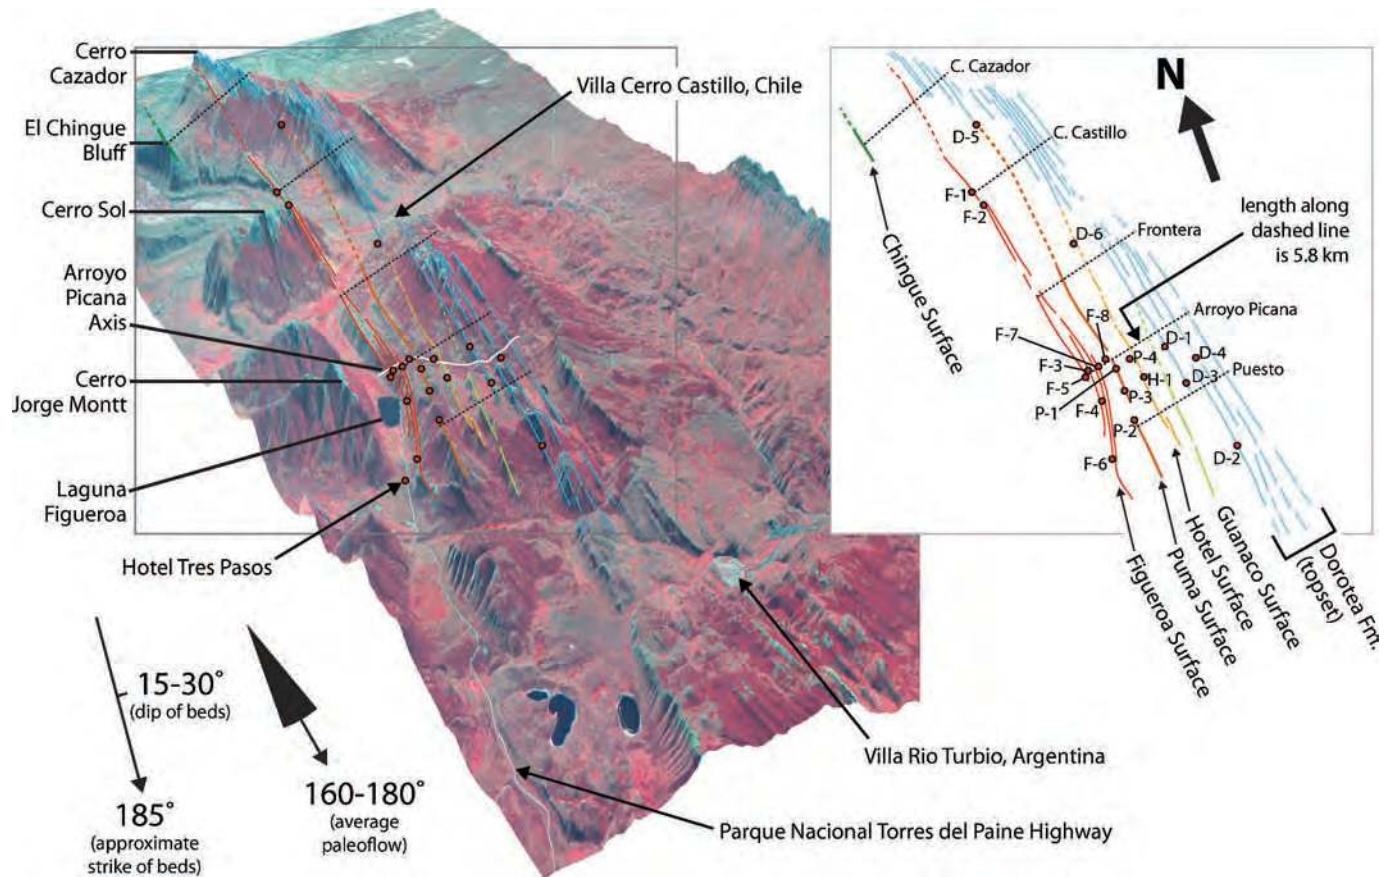 Cerro
Cazador
El Chingue
Bluff
Cerro Sol
Arroyo
Picana
Axis
Cerro
Jorge Montt
Laguna
Figueroa
Hotel Tres Pasos
Villa Cerro Castillo, Chile
Villa Rio Turbio, Argentina
Parque Nacional Torres del Paine Highway
15-30°
(dip of beds)
185°
(approximate
strike of beds)
160-180°
(average
paleoflow)
C. Cazador
N
D-5
C. Castillo
F-1
F-2
length along
dashed line
is 5.8 km
D-6
Frontera
Chingue Surface
Arroyo Picana
F-8
F-7
D-1
P-4
D-4
F-3
Puesto
F-5
H-1
D-3
P-1
F-4
P-3
P-2
D-2
F-6
Figueroa Surface
Puma Surface
Hotel Surface
Guanaco Surface
Dorotea Fm.
(topset)